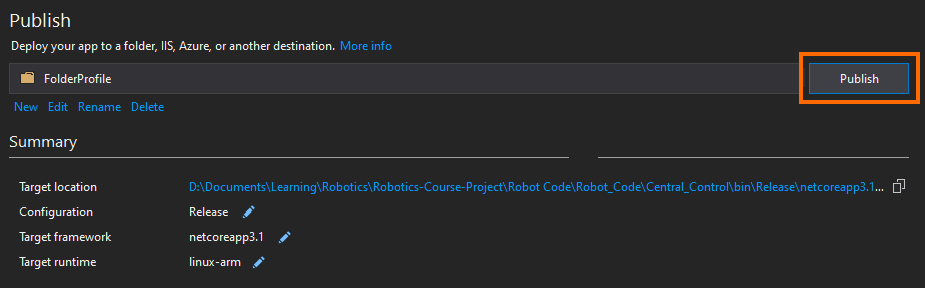 Publish
Deploy your app to a folder, IIS, Azure, or another destination. More info
FolderProfile
Publish
New Edit Rename Delete
Summary
Target location D:\Documents\Learning\Robotics\Robotics-Course-Project\Robot Code\Robot_Code\Central_Control\bin\Release\netcoreapp3.1...
Configuration Release
Target framework netcoreapp3.1
Target runtime linux-arm